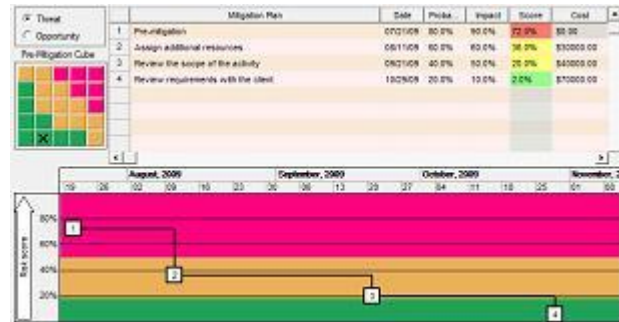 Threat
Opportunity
Pre-Mitigation Cube
Mitigation Plan Date Proba... Impact Score Cost
1 Pre-mitigation 07/21/09 80.0% 90.0% 72.0% $0.00
2 Assign additional resources 08/11/09 60.0% 60.0% 36.0% $30000.00
3 Review the scope of the activity 09/21/09 40.0% 50.0% 20.0% $40000.00
4 Review requirements with the client 10/29/09 20.0% 10.0% 2.0% $70000.00
August, 2009 September, 2009 October, 2009 November, 2
19 26 02 09 16 23 30 06 13 20 27 04 11 18 25 01 08
Risk score
80%
60%
40%
20%
1
2
3
4